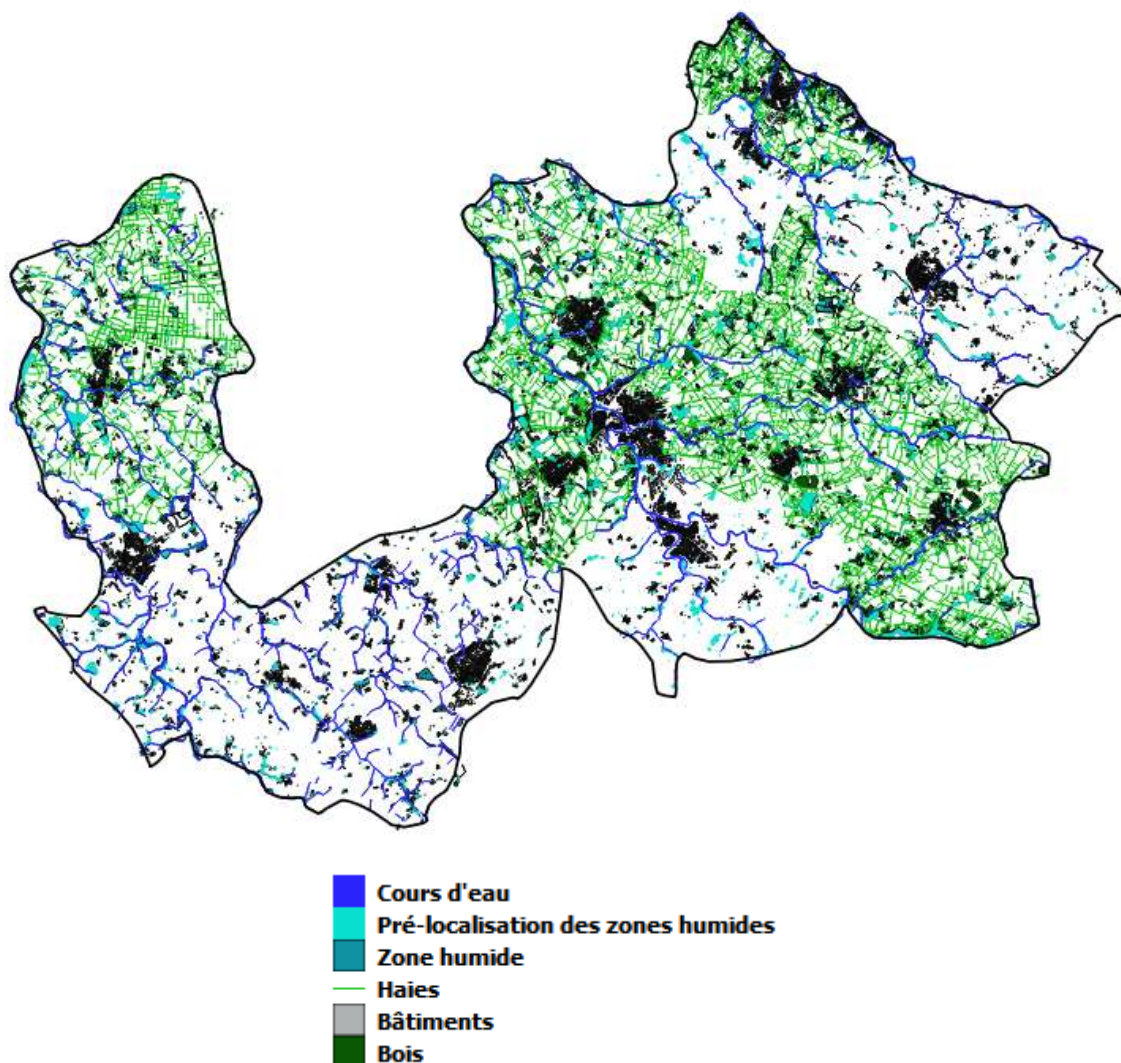 Cours d'eau
Pré-localisation des zones humides
Zone humide
Haies
Bâtiments
Bois